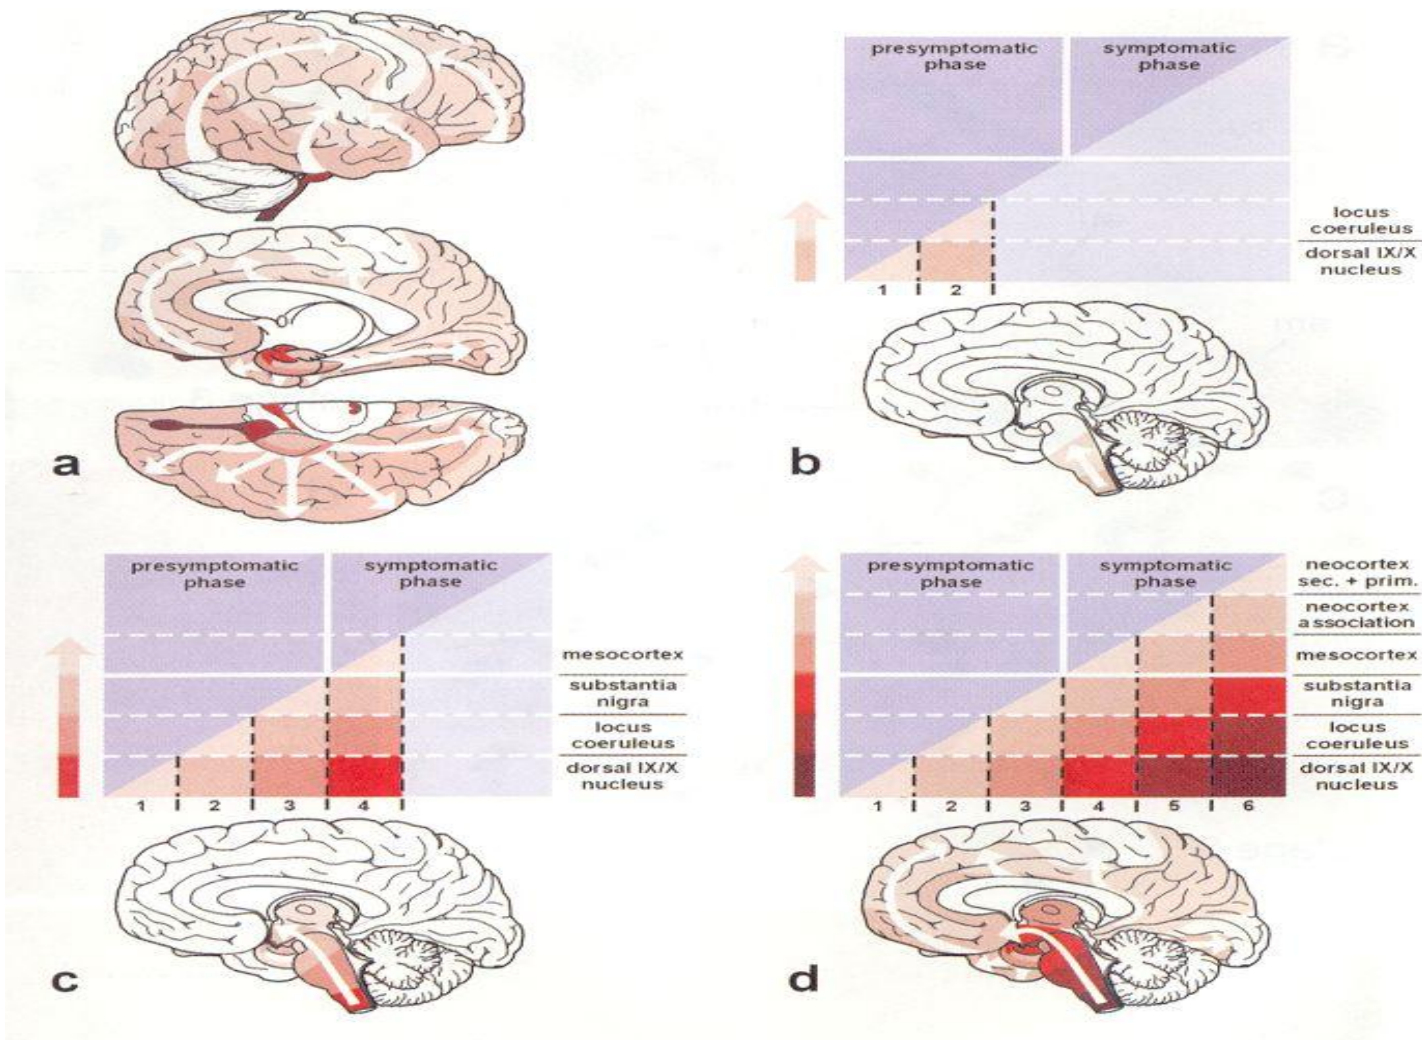 a
presymptomatic
phase
symptomatic
phase
locus
coeruleus
dorsal IX/X
nucleus
1 2
b
presymptomatic
phase
symptomatic
phase
mesocortex
substantia
nigra
locus
coeruleus
dorsal IX/X
nucleus
1 2 3 4
c
presymptomatic
phase
symptomatic
phase
neocortex
sec. + prim.
neocortex
association
mesocortex
substantia
nigra
locus
coeruleus
dorsal IX/X
nucleus
1 2 3 4 5 6
d